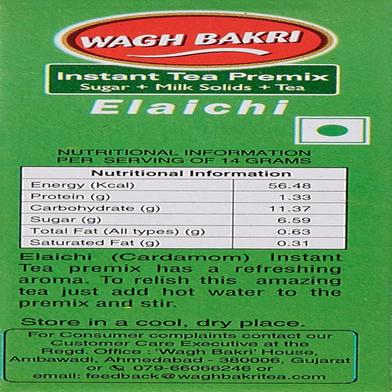 WAGH BAKRI
Instant Tea Premix
Sugar + Milk Solids + Tea
Elaichi
NUTRITIONAL INFORMATION
PER SERVING OF 14 GRAMS
Nutritional Information
Energy (Kcal) 56.48
Protein (g) 1.33
Carbohydrate (g) 11.37
Sugar (g) 6.59
Total Fat (All types) (g) 0.63
Saturated Fat (g) 0.31
Elaichi (Cardamom) Instant
Tea premix has a refreshing
aroma. To relish this amazing
tea just add hot water to the
premix and stir.
Store in a cool, dry place.
For Consumer complaints contact our
Customer Care Executive at the
Regd. Office : 'Wagh Bakri' House,
Ambawadi, Ahmedabad - 380006, Gujarat
or 079-66066246 or
email: feedback@waghbakritea.com